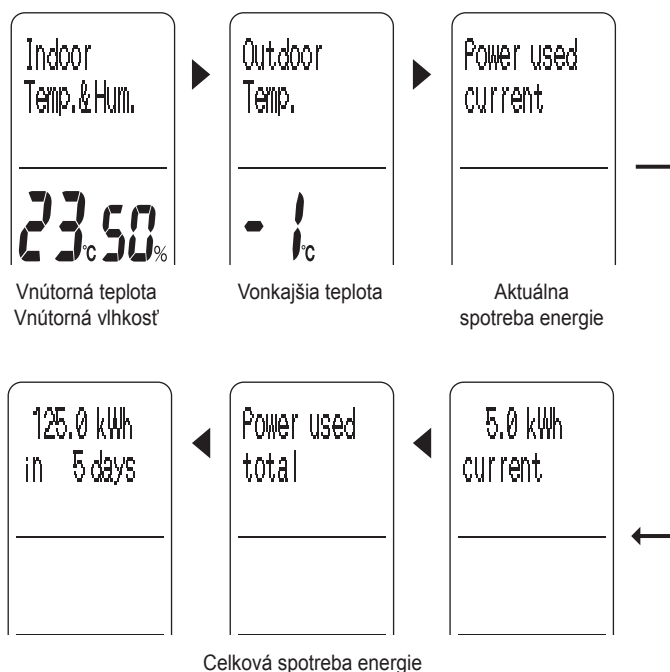 Indoor
Temp.&Hum.
23°C 50%
Vnútorná teplota
Vnútorná vlhkosť
Outdoor
Temp.
-1°C
Vonkajšia teplota
Power used
current
Aktuálna
spotreba energie
5.0 kWh
current
Power used
total
125.0 kWh
in 5 days
Celková spotreba energie